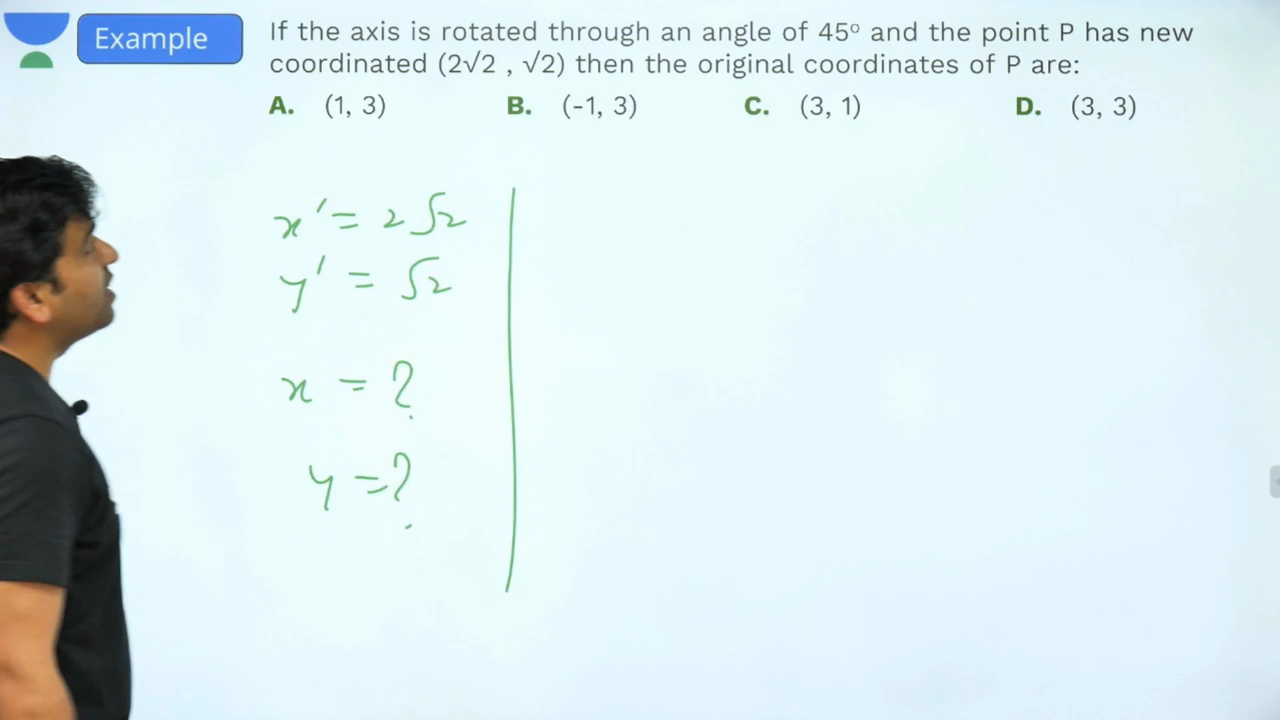 Example
If the axis is rotated through an angle of 45° and the point P has new
coordinated (2√2 , √2) then the original coordinates of P are:
A. (1, 3) B. (-1, 3) C. (3, 1) D. (3, 3)
x' = 2√2
y' = √2
x = ?
y = ?